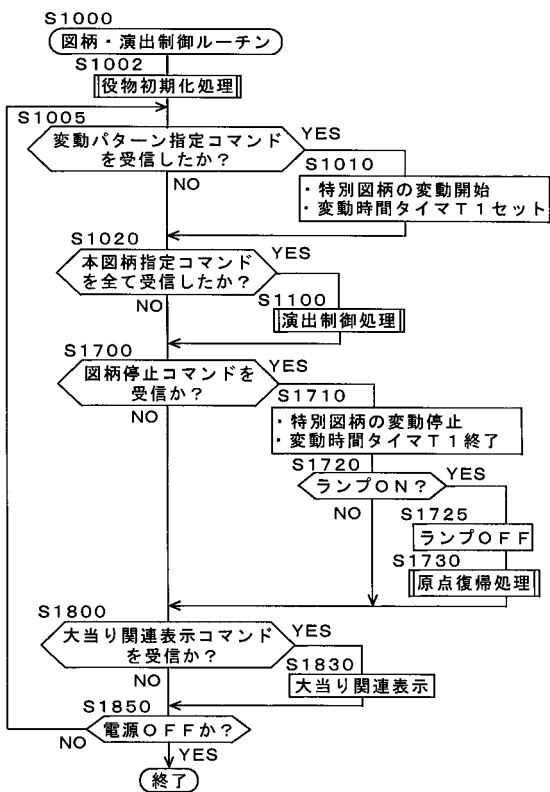 S1000
図柄・演出制御ルーチン
S1002
役物初期化処理
S1005
変動パターン指定コマンド
を受信したか?
YES
NO
S1010
・特別図柄の変動開始
・変動時間タイマT1セット
S1020
本図柄指定コマンド
を全て受信したか?
YES
NO
S1100
演出制御処理
S1700
図柄停止コマンドを
受信か?
YES
NO
S1710
・特別図柄の変動停止
・変動時間タイマT1終了
S1720
ランプON?
YES
NO
S1725
ランプOFF
S1730
原点復帰処理
S1800
大当り関連表示コマンド
を受信か?
YES
NO
S1830
大当り関連表示
S1850
電源OFFか?
NO
YES
終了